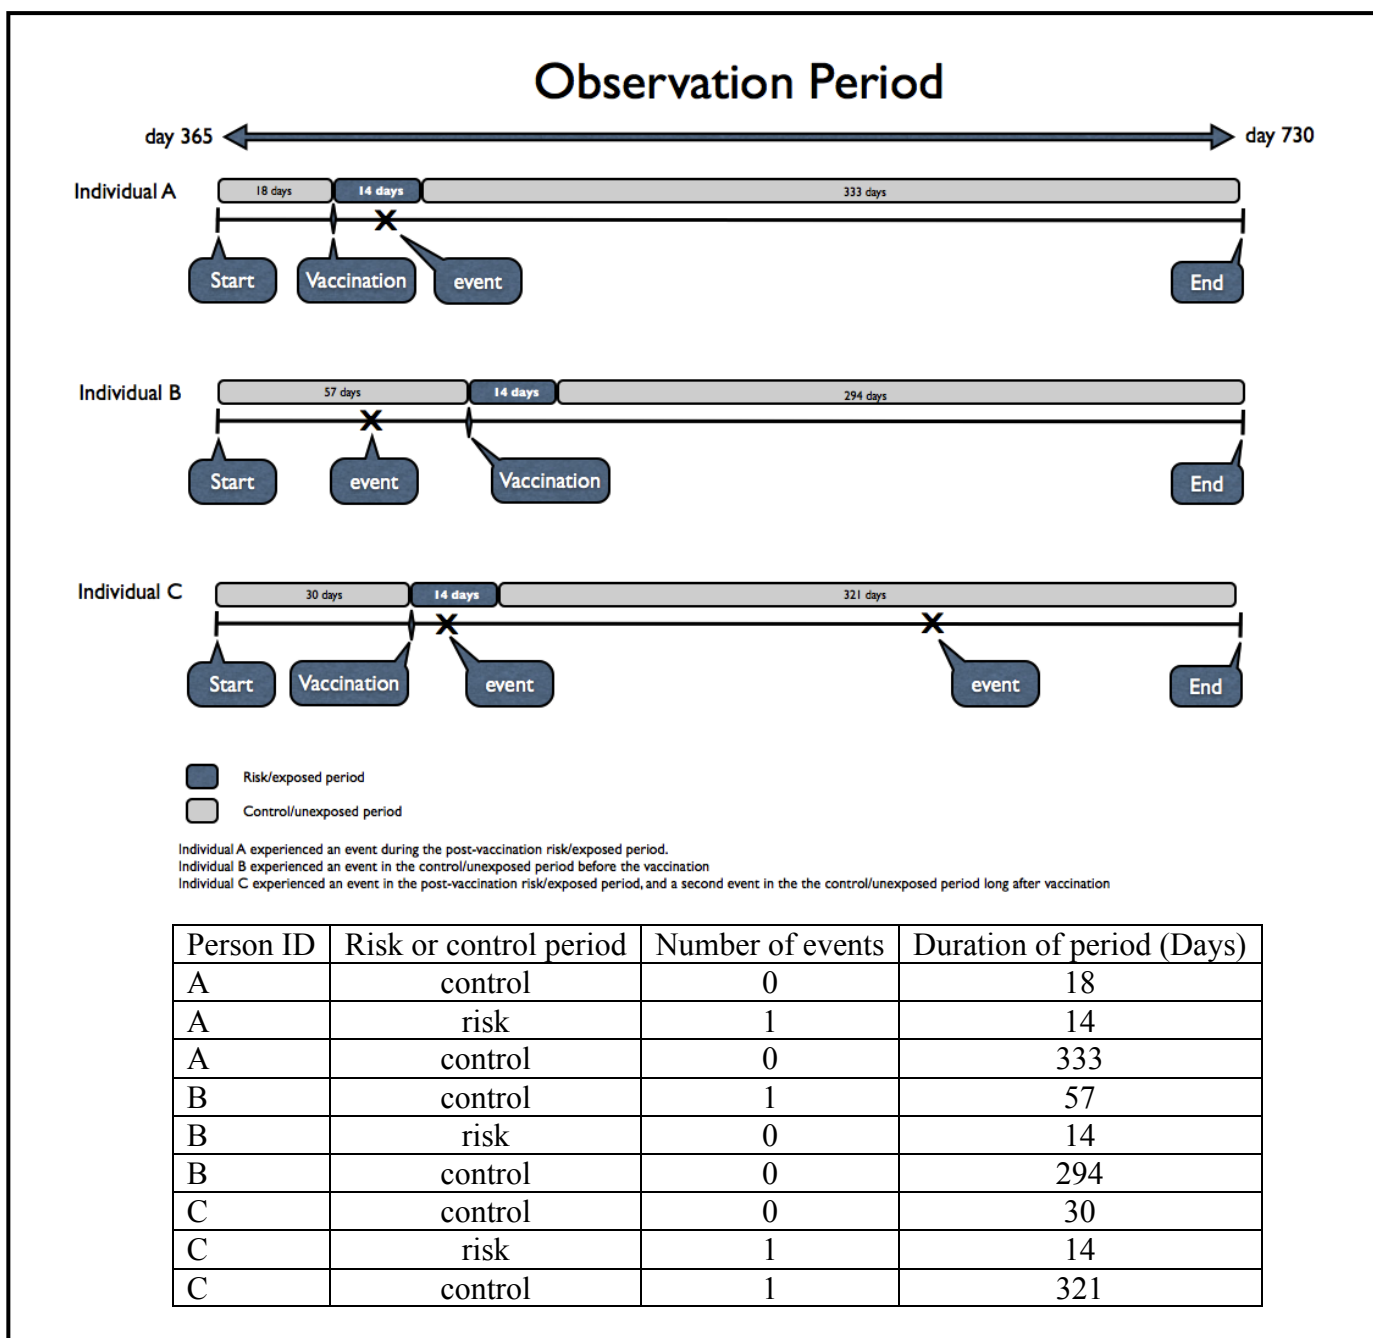 Observation Period
day 365
day 730
Individual A
18 days
14 days
333 days
Start
Vaccination
event
End
Individual B
57 days
14 days
294 days
Start
event
Vaccination
End
Individual C
30 days
14 days
321 days
Start
Vaccination
event
event
End
Risk/exposed period
Control/unexposed period
Individual A experienced an event during the post-vaccination risk/exposed period.
Individual B experienced an event in the control/unexposed period before the vaccination
Individual C experienced an event in the post-vaccination risk/exposed period, and a second event in the the control/unexposed period long after vaccination
Person ID Risk or control period Number of events Duration of period (Days)
A control 0 18
A risk 1 14
A control 0 333
B control 1 57
B risk 0 14
B control 0 294
C control 0 30
C risk 1 14
C control 1 321